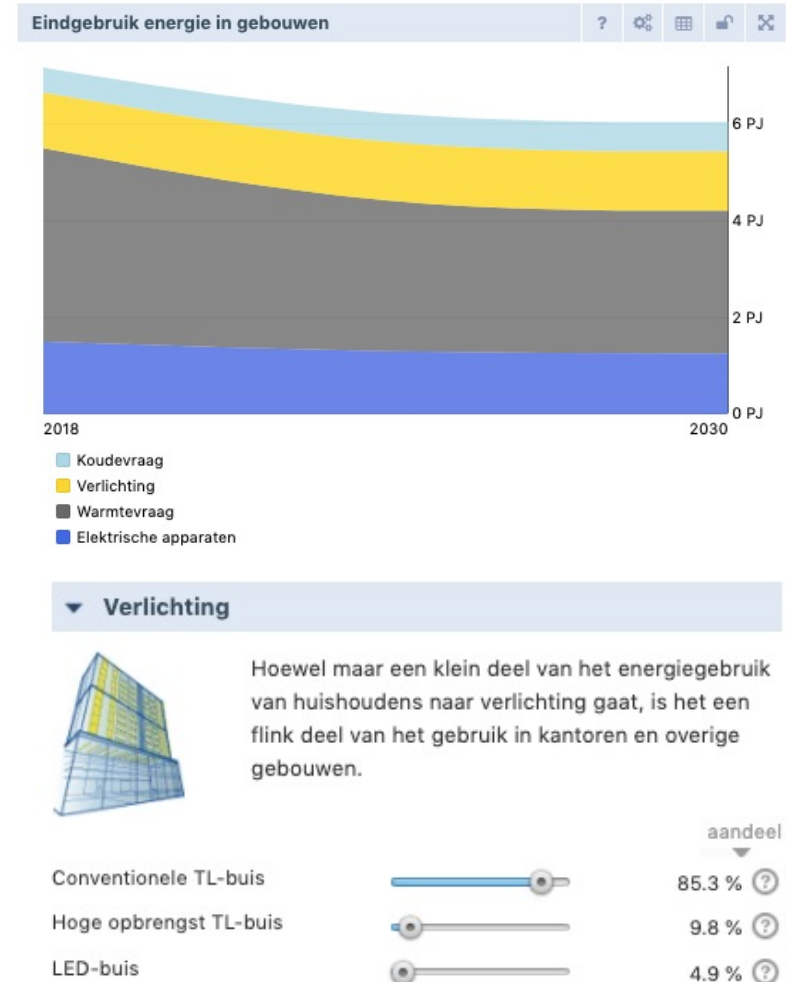 Eindgebruik energie in gebouwen
?
6 PJ
4 PJ
2 PJ
0 PJ
2018
2030
Koudevraag
Verlichting
Warmtevraag
Elektrische apparaten
Verlichting
Hoewel maar een klein deel van het energiegebruik
van huishoudens naar verlichting gaat, is het een
flink deel van het gebruik in kantoren en overige
gebouwen.
aandeel
Conventionele TL-buis 85.3 % ?
Hoge opbrengst TL-buis 9.8 % ?
LED-buis 4.9 % ?